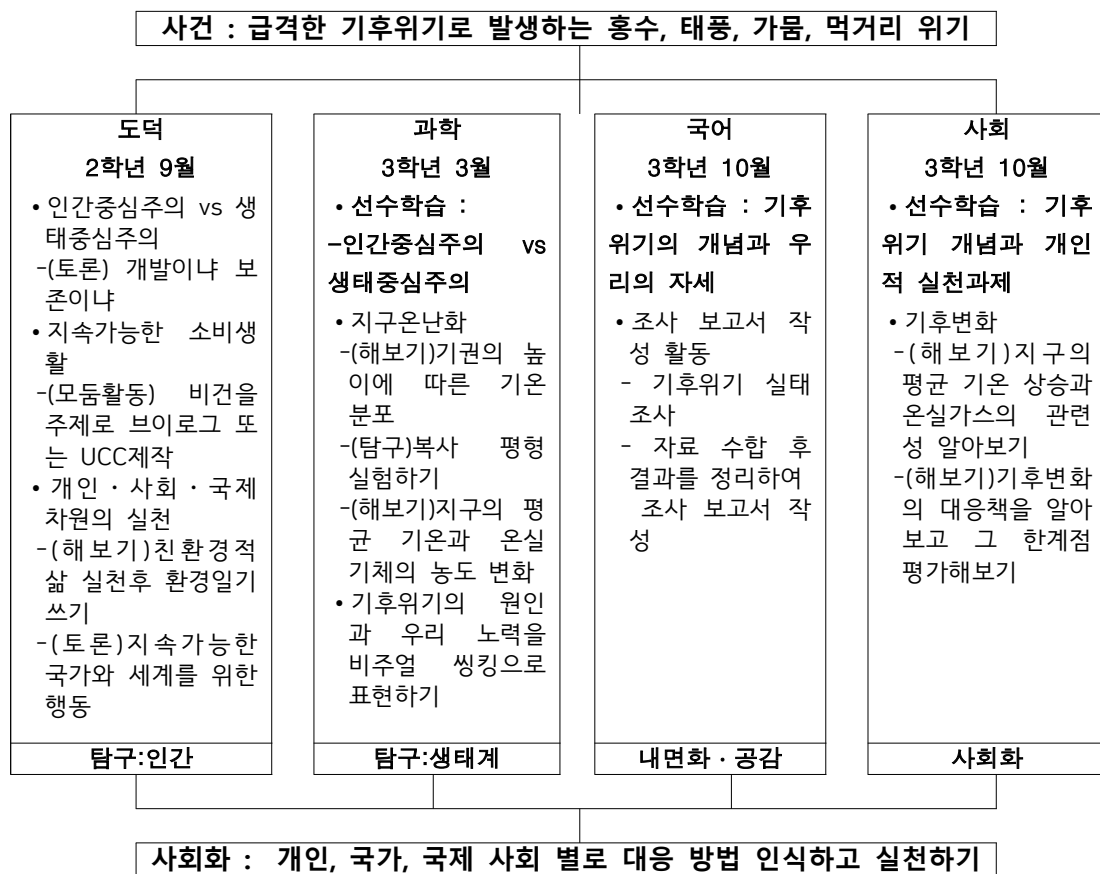 사건 : 급격한 기후위기로 발생하는 홍수, 태풍, 가뭄, 먹거리 위기
도덕
2학년 9월
• 인간중심주의 vs 생
태중심주의
-(토론) 개발이냐 보
존이냐
• 지속가능한 소비생
활
-(모둠활동) 비건을
주제로 브이로그 또
는 UCC제작
• 개인 · 사회 · 국제
차원의 실천
-(해보기)친환경적
삶 실천후 환경일기
쓰기
-(토론)지속가능한
국가와 세계를 위한
행동
탐구:인간
과학
3학년 3월
• 선수학습 :
-인간중심주의 vs
생태중심주의
• 지구온난화
-(해보기)기권의 높
이에 따른 기온
분포
-(탐구)복사 평형
실험하기
-(해보기)지구의 평
균 기온과 온실
기체의 농도 변화
• 기후위기의 원인
과 우리 노력을
비주얼 씽킹으로
표현하기
탐구:생태계
국어
3학년 10월
• 선수학습 : 기후
위기의 개념과 우
리의 자세
• 조사 보고서 작
성 활동
- 기후위기 실태
조사
- 자료 수합 후
결과를 정리하여
조사 보고서 작
성
내면화 · 공감
사회
3학년 10월
• 선수학습 : 기후
위기 개념과 개인
적 실천과제
• 기후변화
-(해보기)지구의
평균 기온 상승과
온실가스의 관련
성 알아보기
-(해보기)기후변화
의 대응책을 알아
보고 그 한계점
평가해보기
사회화
사회화 : 개인, 국가, 국제 사회 별로 대응 방법 인식하고 실천하기